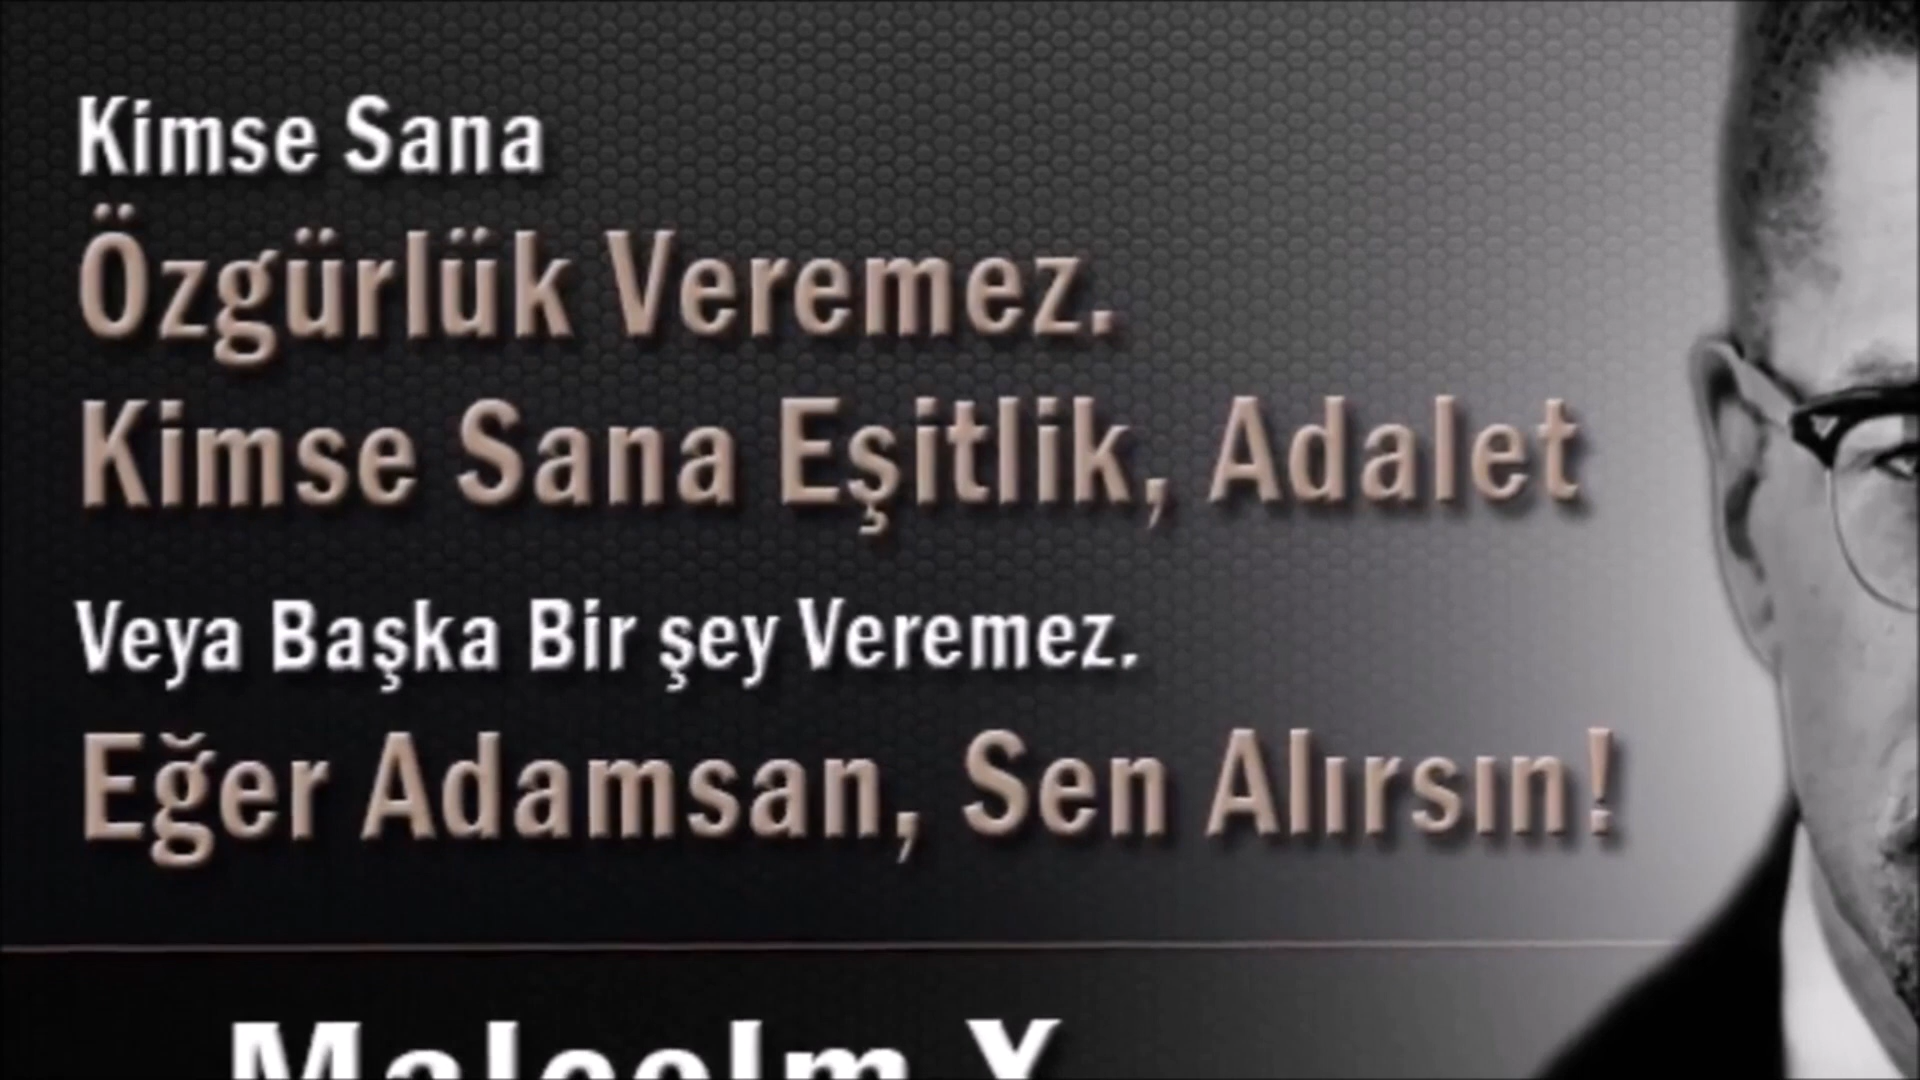 Kimse Sana
Özgürlük Veremez.
Kimse Sana Eşitlik, Adalet
Veya Başka Bir şey Veremez.
Eğer Adamsan, Sen Alırsın!
Malcolm X